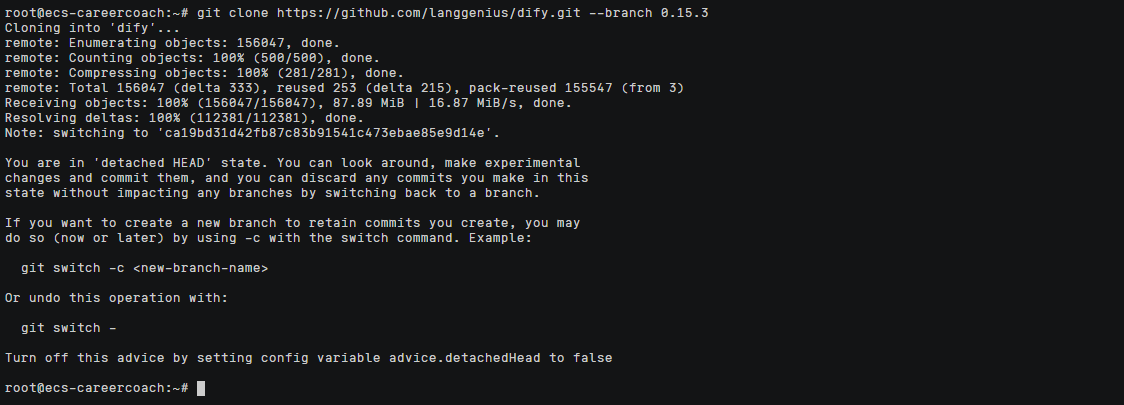 root@ecs-careercoach:~# git clone https://github.com/langgenius/dify.git --branch 0.15.3
Cloning into 'dify'...
remote: Enumerating objects: 156047, done.
remote: Counting objects: 100% (500/500), done.
remote: Compressing objects: 100% (281/281), done.
remote: Total 156047 (delta 333), reused 253 (delta 215), pack-reused 155547 (from 3)
Receiving objects: 100% (156047/156047), 87.89 MiB | 16.87 MiB/s, done.
Resolving deltas: 100% (112381/112381), done.
Note: switching to 'ca19bd31d42fb87c83b91541c473ebae85e9d14e'.

You are in 'detached HEAD' state. You can look around, make experimental
changes and commit them, and you can discard any commits you make in this
state without impacting any branches by switching back to a branch.

If you want to create a new branch to retain commits you create, you may
do so (now or later) by using -c with the switch command. Example:

  git switch -c <new-branch-name>

Or undo this operation with:

  git switch -

Turn off this advice by setting config variable advice.detachedHead to false

root@ecs-careercoach:~#